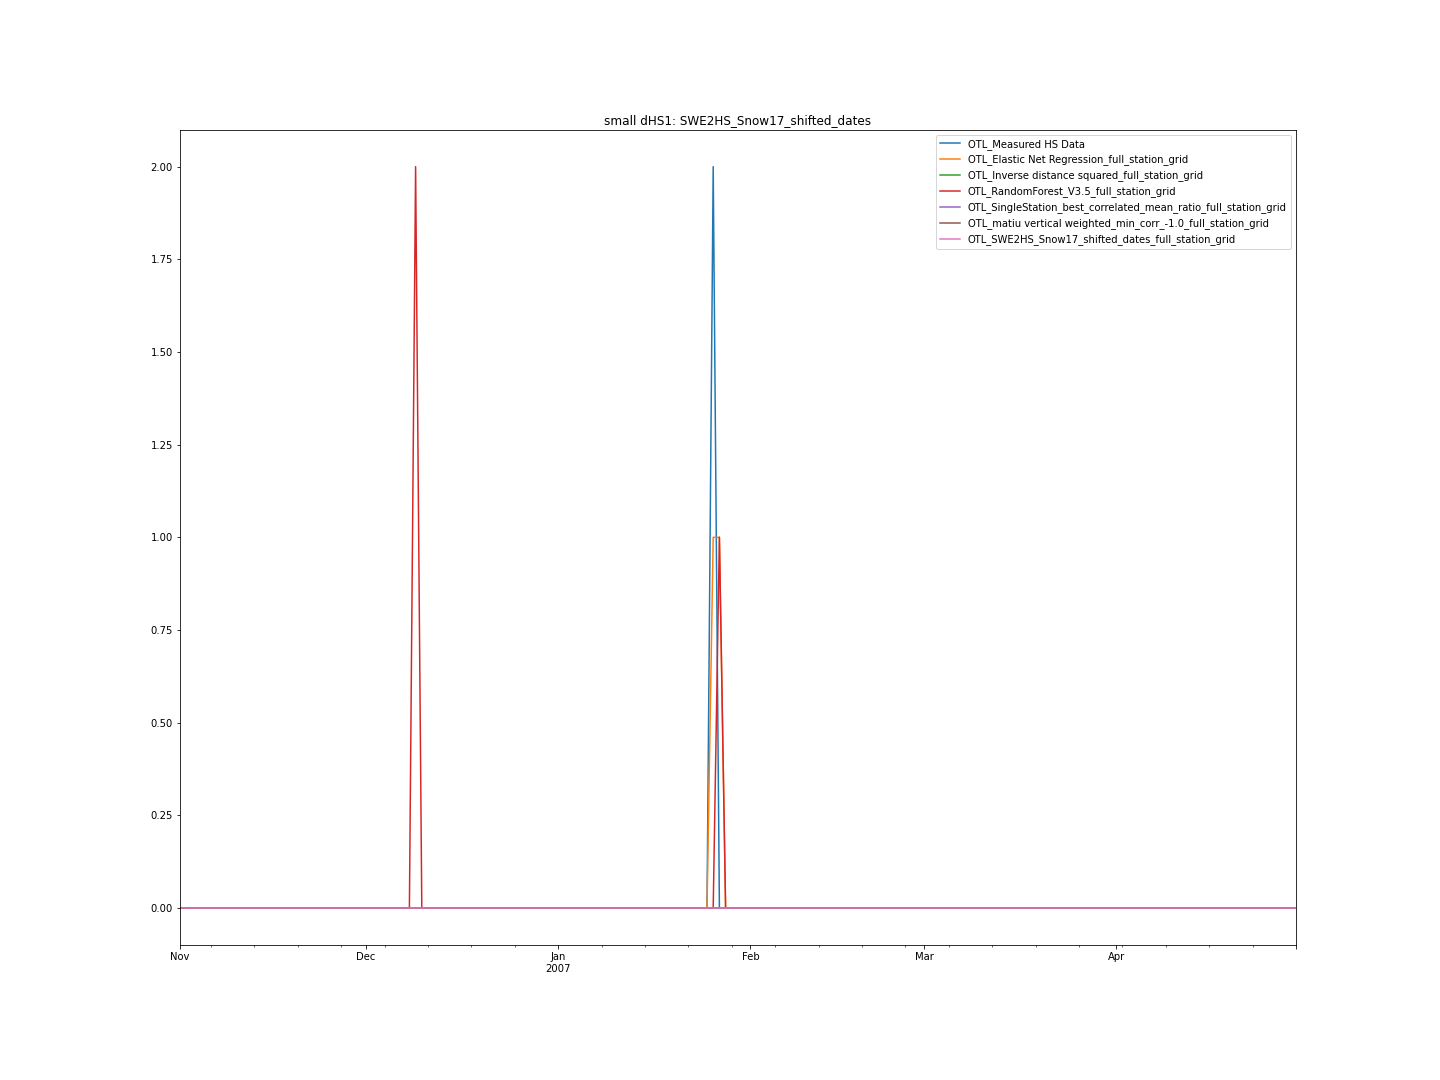 small dHS1: SWE2HS_Snow17_shifted_dates
OTL_Measured HS Data
OTL_Elastic Net Regression_full_station_grid
OTL_Inverse distance squared_full_station_grid
OTL_RandomForest_V3.5_full_station_grid
OTL_SingleStation_best_correlated_mean_ratio_full_station_grid
OTL_matiu vertical weighted_min_corr_-1.0_full_station_grid
OTL_SWE2HS_Snow17_shifted_dates_full_station_grid
2.00
1.75
1.50
1.25
1.00
0.75
0.50
0.25
0.00
Nov Dec Jan Feb Mar Apr
2007